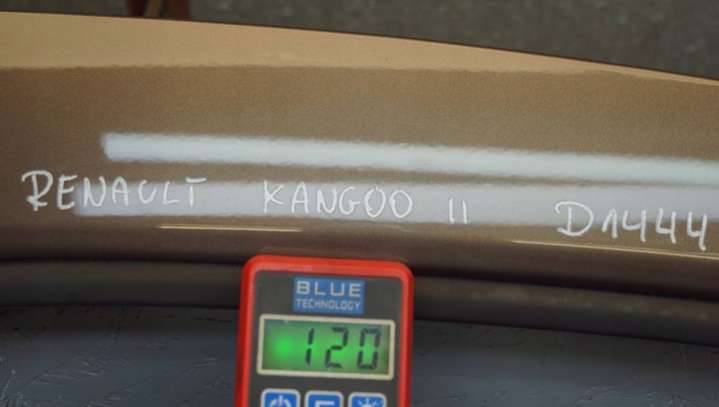 RENAULT KANGOO II D1444
BLUE
TECHNOLOGY
120